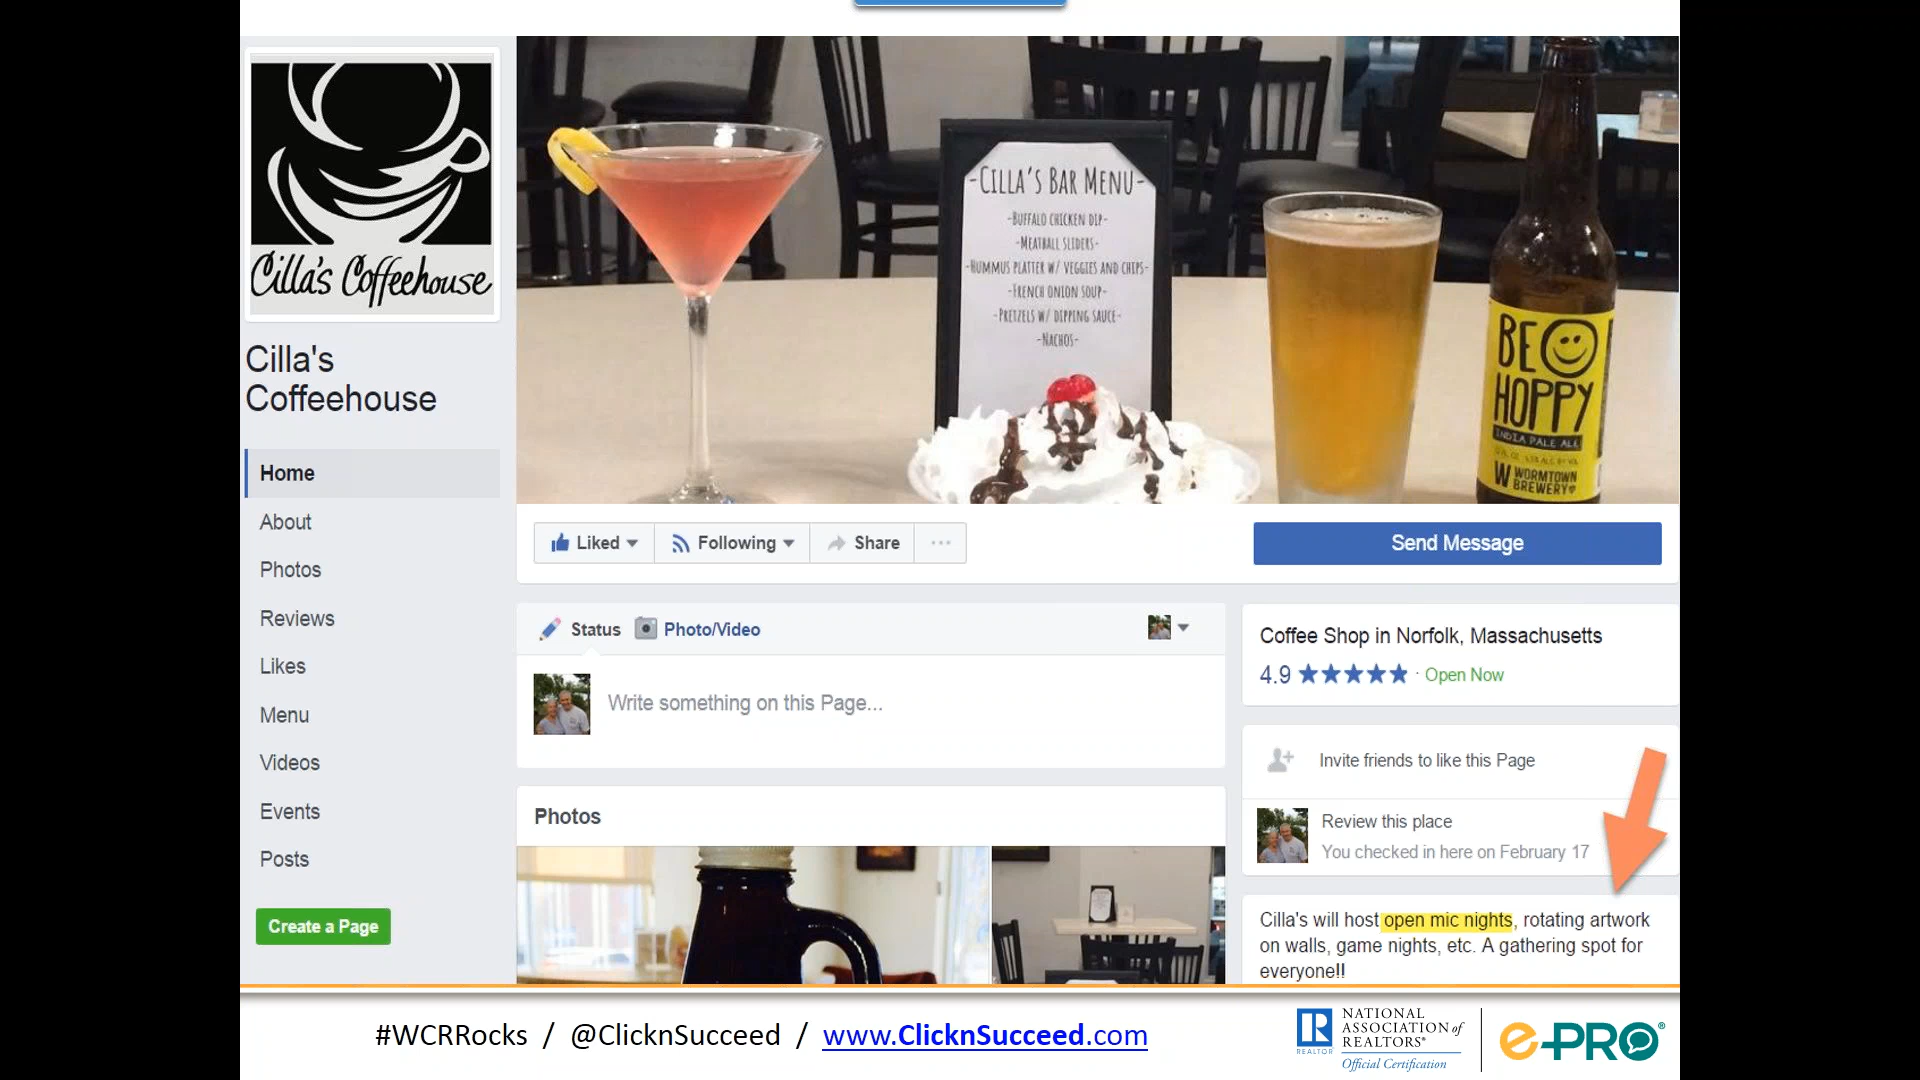 Cilla's Coffeehouse
Cilla's
Coffeehouse
Home
About
Photos
Reviews
Likes
Menu
Videos
Events
Posts
Create a Page
-CILLA'S BAR MENU-
-BUFFALO CHICKEN DIP-
-MEATBALL SLIDERS-
-HUMMUS PLATTER W/ VEGGIES AND CHIPS-
-FRENCH ONION SOUP-
-PRETZELS W/ DIPPING SAUCE-
-NACHOS-
BE
HOPPY
INDIA PALE ALE
WORMTOWN
BREWERY
Liked
Following
Share
Send Message
Status
Photo/Video
Write something on this Page...
Photos
Coffee Shop in Norfolk, Massachusetts
4.9 ★★★★★ · Open Now
Invite friends to like this Page
Review this place
You checked in here on February 17
Cilla's will host open mic nights, rotating artwork
on walls, game nights, etc. A gathering spot for
everyone!!
#WCRRocks / @ClicknSucceed / www.ClicknSucceed.com
REALTOR
NATIONAL
ASSOCIATION of
REALTORS®
Official Certification
e-PRO®